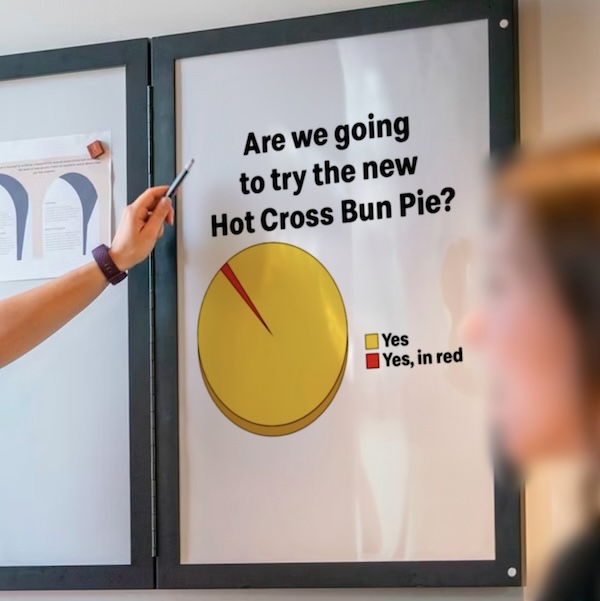 Are we going
to try the new
Hot Cross Bun Pie?
Yes
Yes, in red